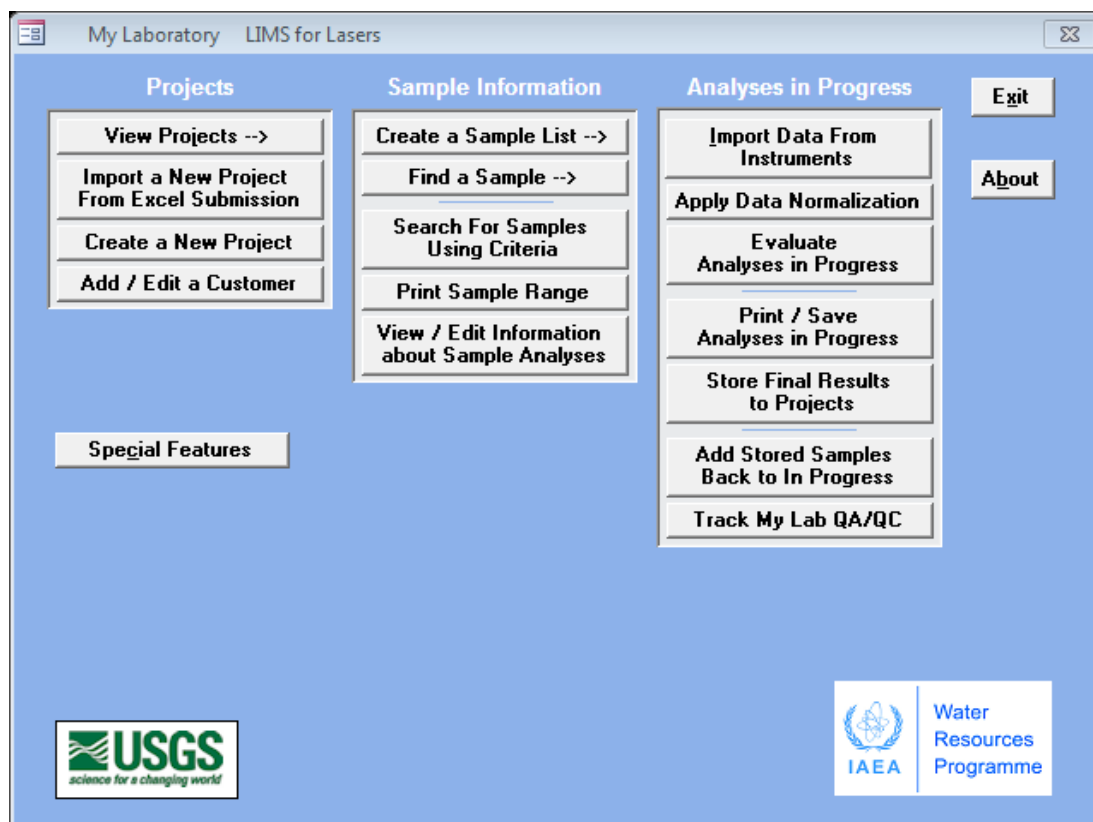 My Laboratory LIMS for Lasers
Projects
View Projects -->
Import a New Project
From Excel Submission
Create a New Project
Add / Edit a Customer
Special Features
Sample Information
Create a Sample List -->
Find a Sample -->
Search For Samples
Using Criteria
Print Sample Range
View / Edit Information
about Sample Analyses
Analyses in Progress
Import Data From
Instruments
Apply Data Normalization
Evaluate
Analyses in Progress
Print / Save
Analyses in Progress
Store Final Results
to Projects
Add Stored Samples
Back to In Progress
Track My Lab QA/QC
Exit
About
USGS
science for a changing world
IAEA
Water
Resources
Programme